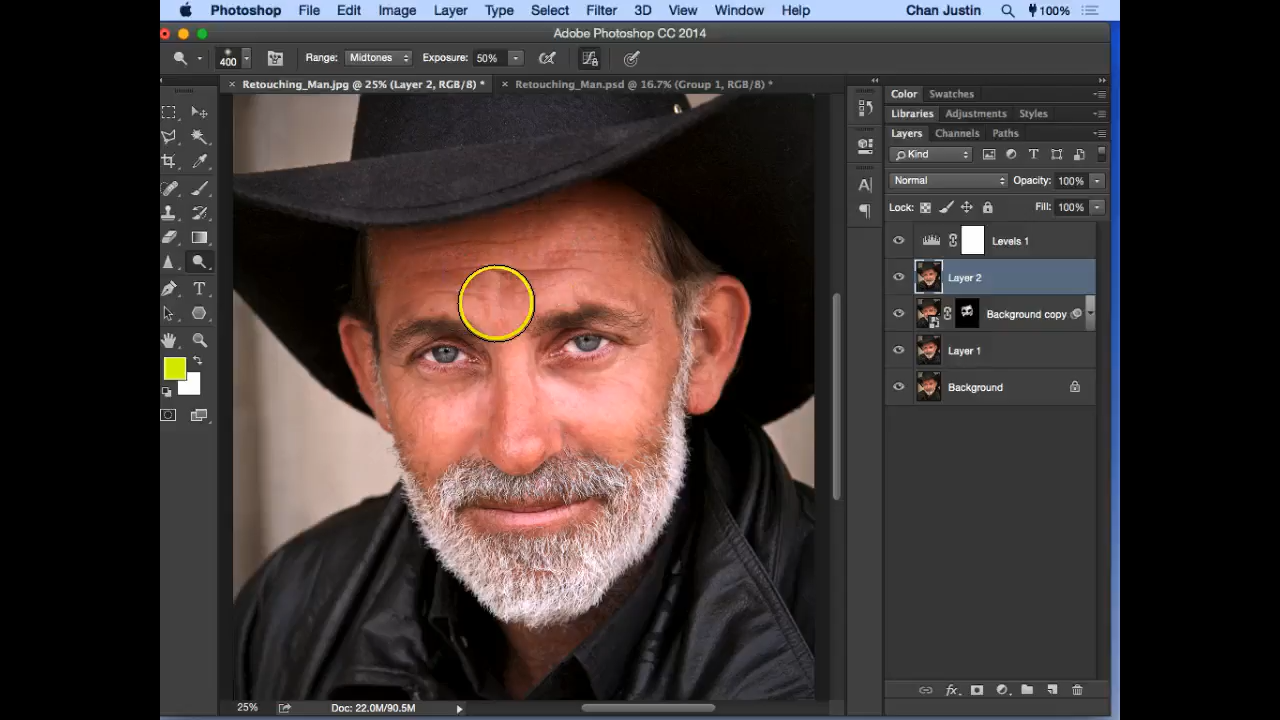 Photoshop File Edit Image Layer Type Select Filter 3D View Window Help Chan Justin 100%
Adobe Photoshop CC 2014
400 Range: Midtones Exposure: 50%
Retouching_Man.jpg @ 25% (Layer 2, RGB/8) * Retouching_Man.psd @ 16.7% (Group 1, RGB/8) *
Color Swatches
Libraries Adjustments Styles
Layers Channels Paths
Kind
Normal Opacity: 100%
Lock: Fill: 100%
Levels 1
Layer 2
Background copy
Layer 1
Background
fx
25% Doc: 22.0M/90.5M